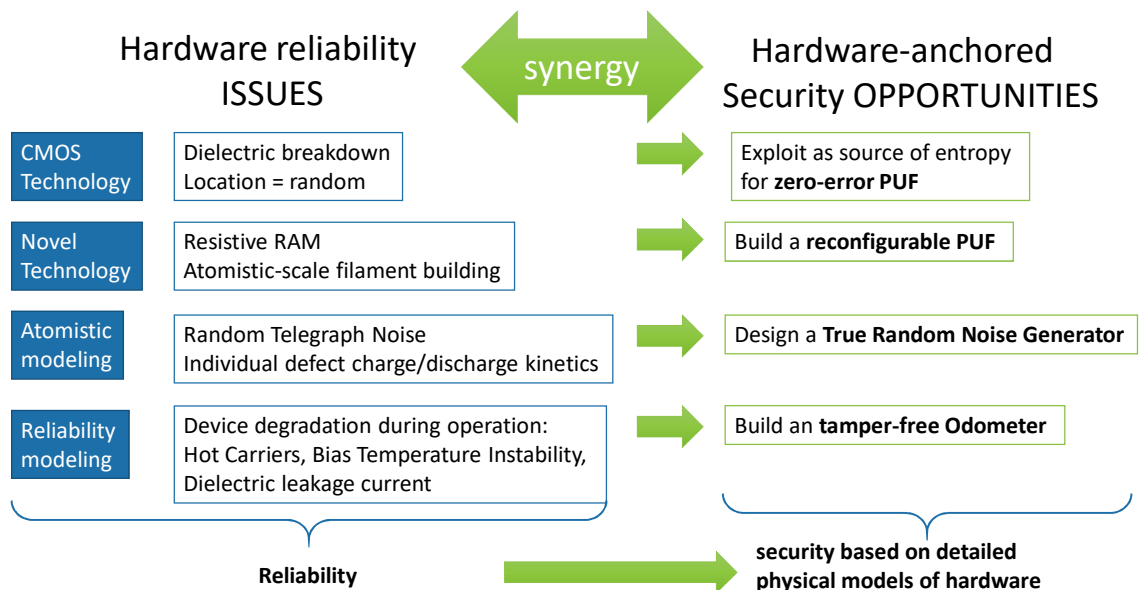 Hardware reliability
ISSUES
synergy
Hardware-anchored
Security OPPORTUNITIES
CMOS
Technology
Dielectric breakdown
Location = random
Exploit as source of entropy
for zero-error PUF
Novel
Technology
Resistive RAM
Atomistic-scale filament building
Build a reconfigurable PUF
Atomistic
modeling
Random Telegraph Noise
Individual defect charge/discharge kinetics
Design a True Random Noise Generator
Reliability
modeling
Device degradation during operation:
Hot Carriers, Bias Temperature Instability,
Dielectric leakage current
Build an tamper-free Odometer
Reliability
security based on detailed
physical models of hardware